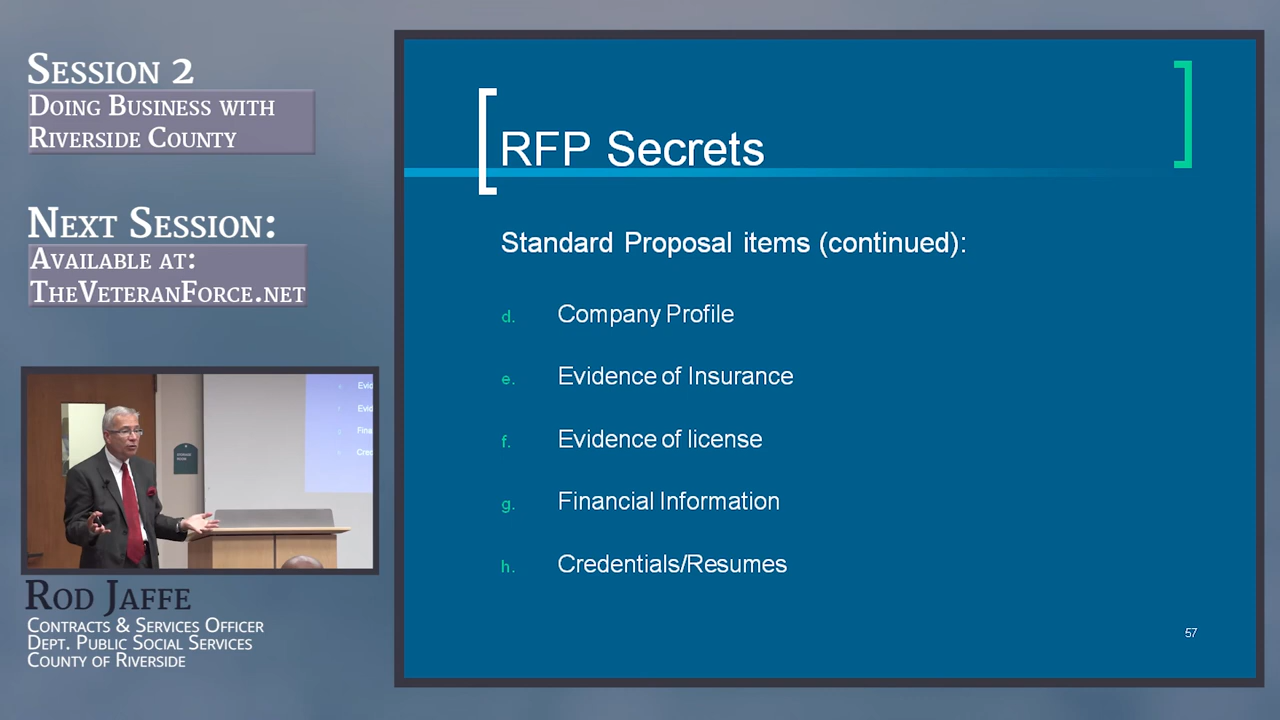 Session 2
Doing Business with
Riverside County
Next Session:
Available at:
TheVeteranForce.net
Rod Jaffe
Contracts & Services Officer
Dept. Public Social Services
County of Riverside
RFP Secrets
Standard Proposal items (continued):
d. Company Profile
e. Evidence of Insurance
f. Evidence of license
g. Financial Information
h. Credentials/Resumes
57